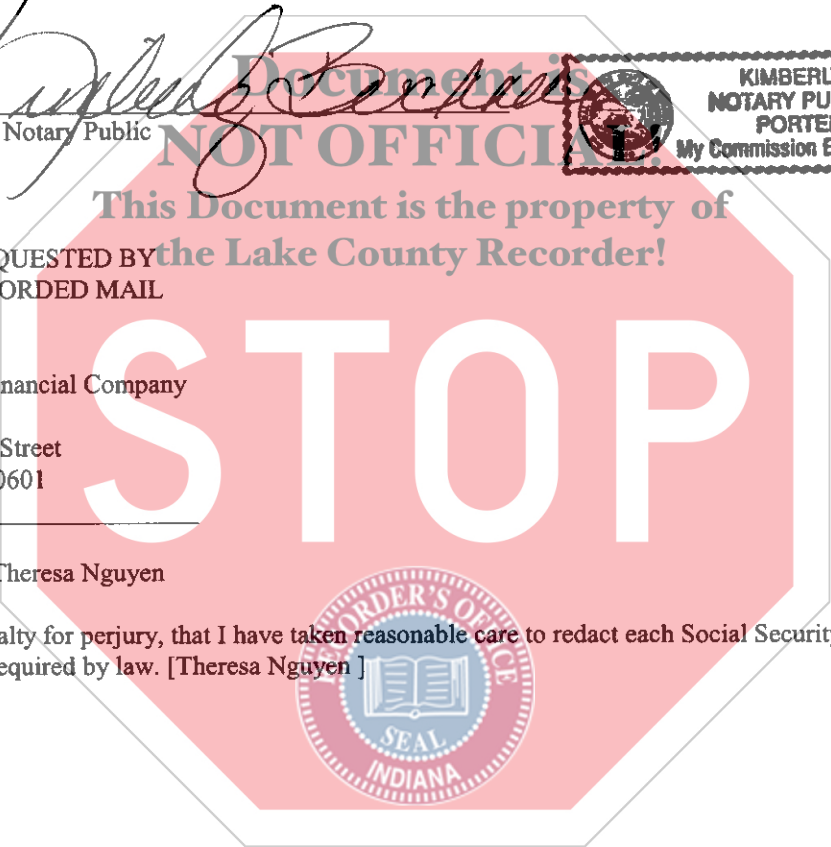 Document is
KIMBERL
NOTARY PU
PORTE
My Commission E
Notary Public
NOT OFFICIAL!
This Document is the property of
QUESTED BY
the Lake County Recorder!
ORDED MAIL
nancial Company
Street
0601
STOP
Theresa Nguyen
alty for perjury, that I have taken reasonable care to redact each Social Security
equired by law. [Theresa Nguyen ]
RECORDER'S OFFICE
SEAL
INDIANA